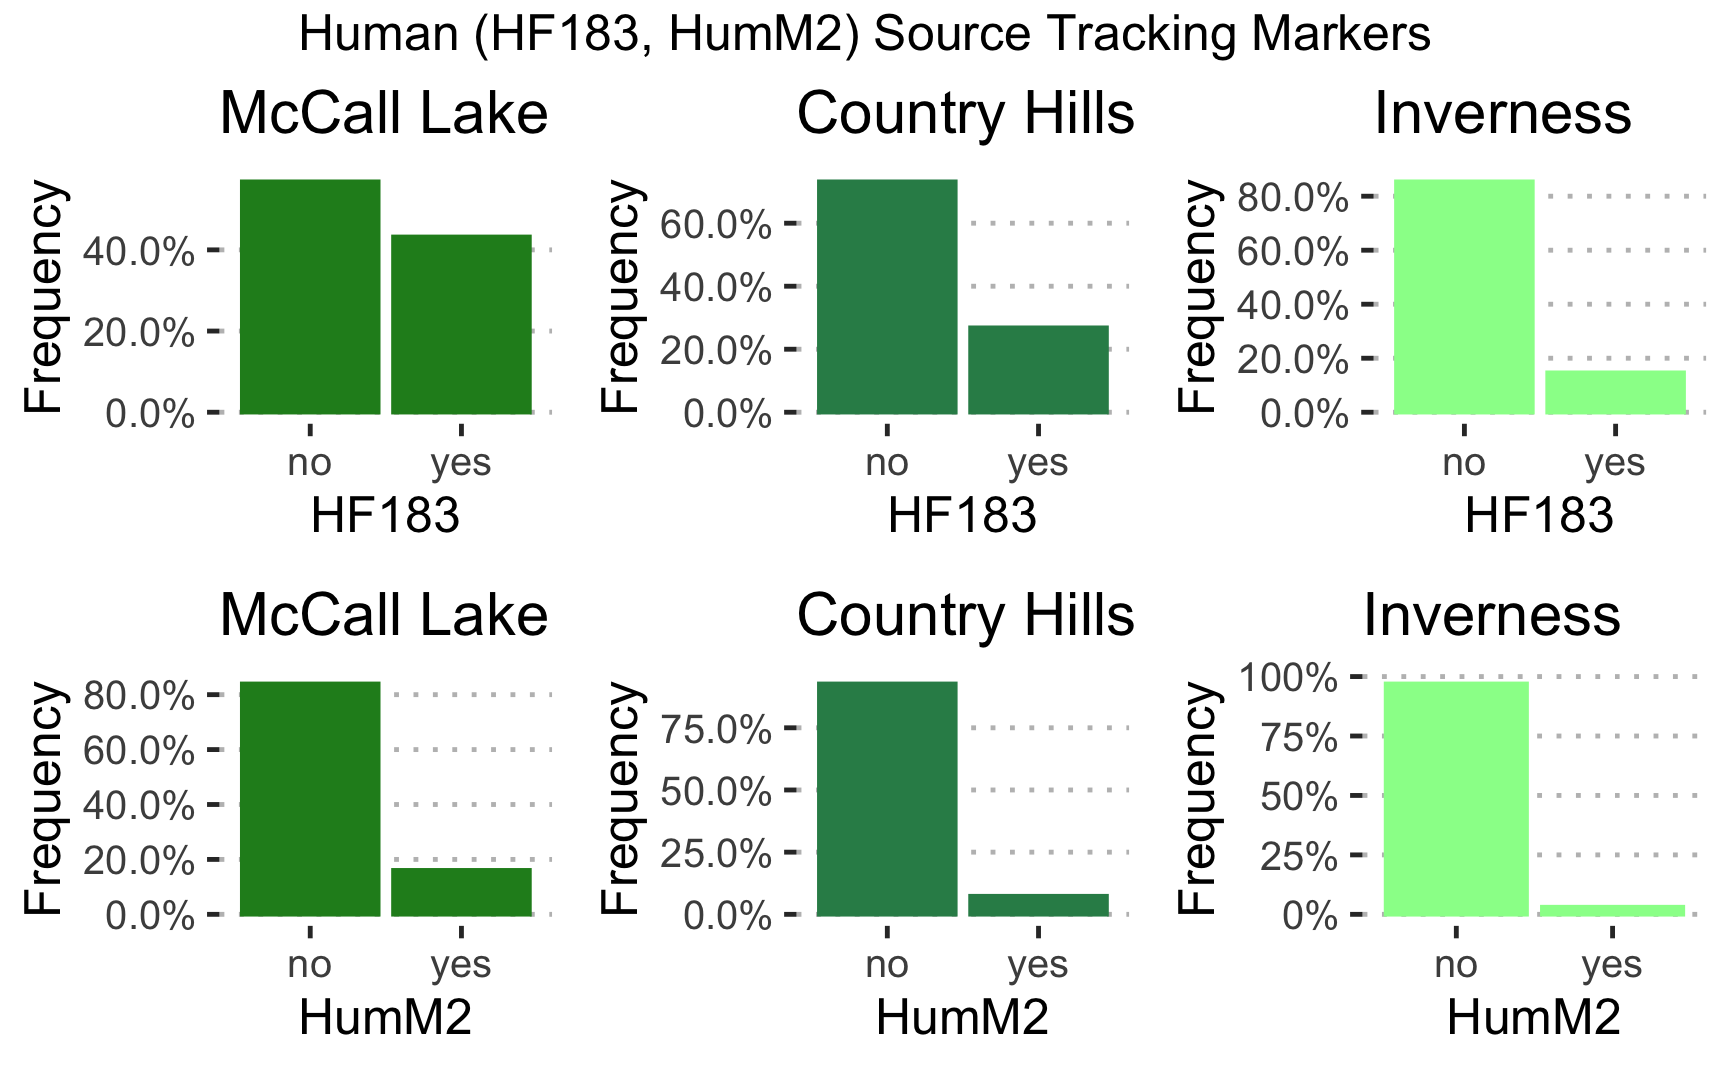 Human (HF183, HumM2) Source Tracking Markers
McCall Lake
Frequency
40.0%
20.0%
0.0%
no yes
HF183
Country Hills
Frequency
60.0%
40.0%
20.0%
0.0%
no yes
HF183
Inverness
Frequency
80.0%
60.0%
40.0%
20.0%
0.0%
no yes
HF183
McCall Lake
Frequency
80.0%
60.0%
40.0%
20.0%
0.0%
no yes
HumM2
Country Hills
Frequency
75.0%
50.0%
25.0%
0.0%
no yes
HumM2
Inverness
Frequency
100%
75%
50%
25%
0%
no yes
HumM2